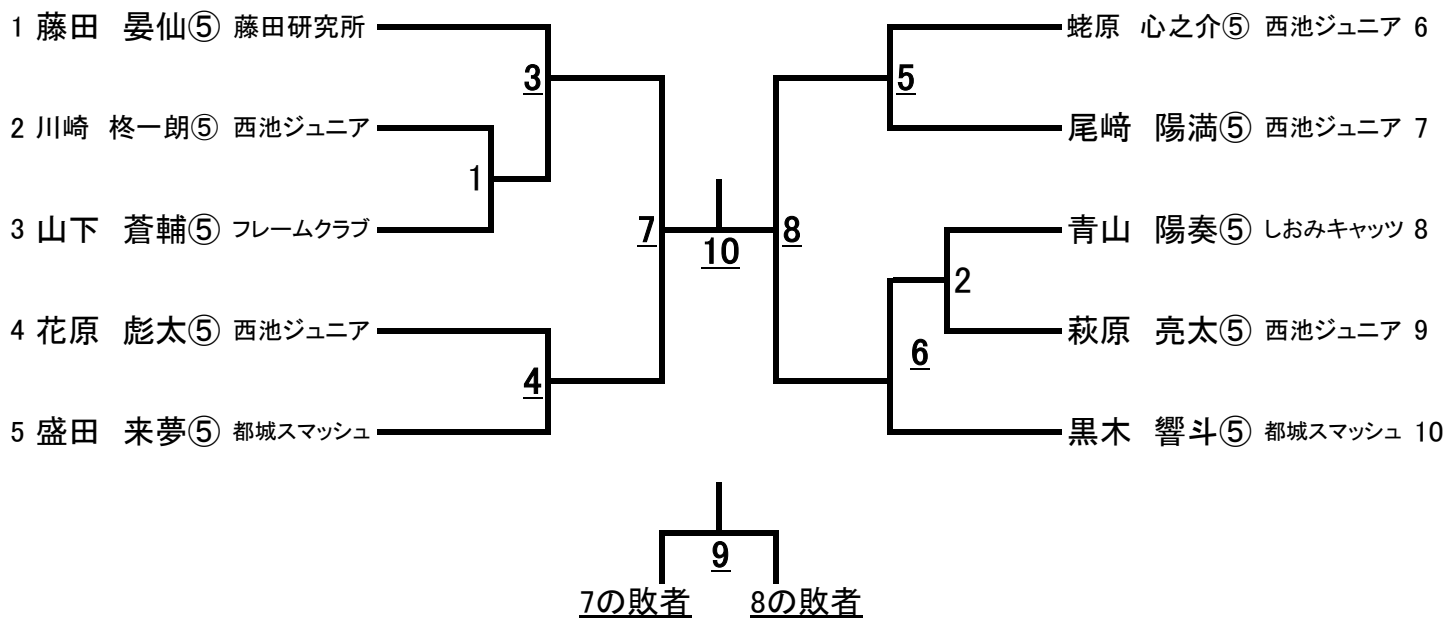 1 藤田 晏仙⑤ 藤田研究所
3
2 川崎 柊一朗⑤ 西池ジュニア
1
3 山下 蒼輔⑤ フレームクラブ
7
4 花原 彪太⑤ 西池ジュニア
4
5 盛田 来夢⑤ 都城スマッシュ
10
蛯原 心之介⑤ 西池ジュニア 6
5
尾﨑 陽満⑤ 西池ジュニア 7
8
青山 陽奏⑤ しおみキャッツ 8
2
萩原 亮太⑤ 西池ジュニア 9
6
黒木 響斗⑤ 都城スマッシュ 10
9
7の敗者 8の敗者